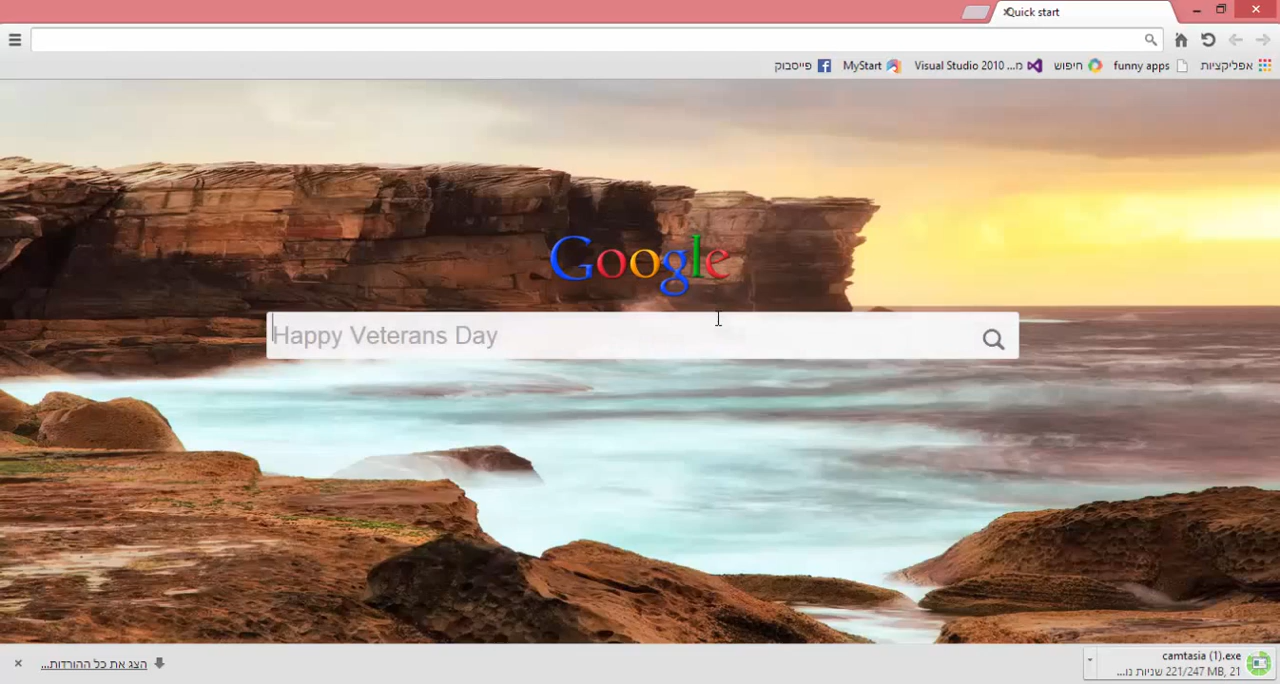 Quick start
פייסבוק
MyStart
Visual Studio 2010 ...מ
חיפוש
funny apps
אפליקציות
Google
Happy Veterans Day
הצג את כל ההורדות...
camtasia (1).exe
221/247 MB, 21 שניות נו...